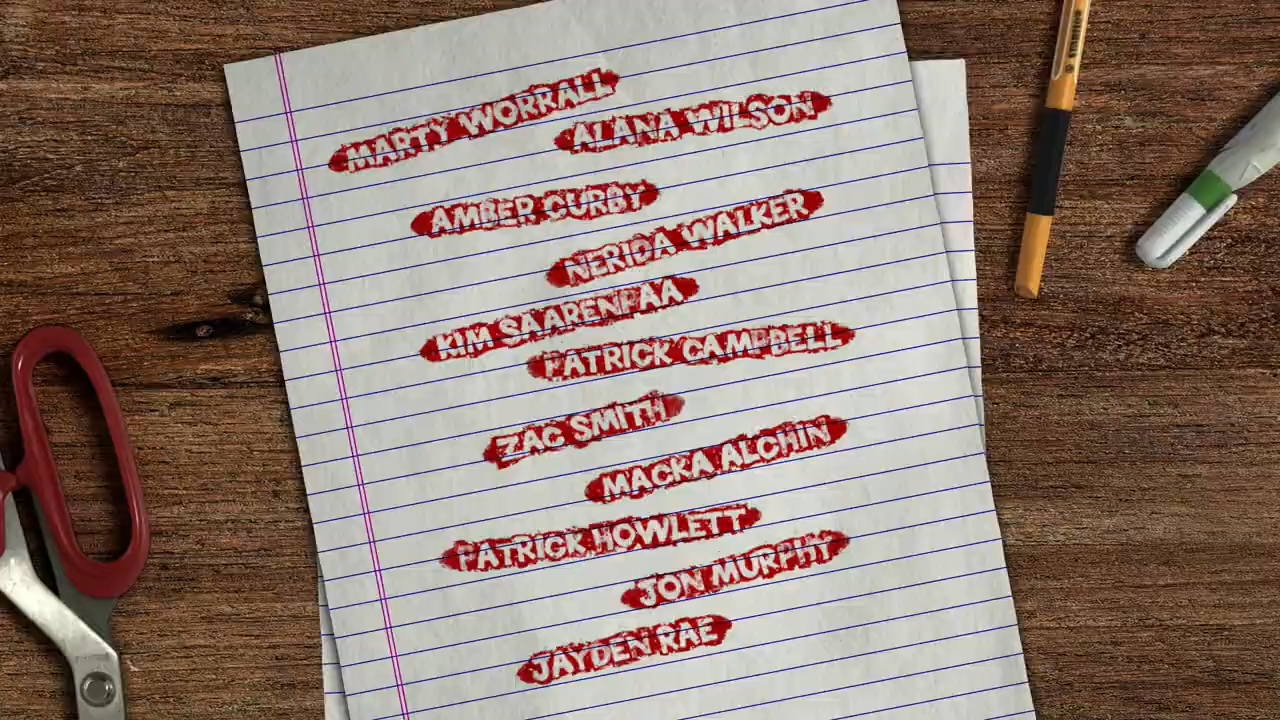 MARTY WORRALL
ALANA WILSON
AMBER CURBY
NERIDA WALKER
KIM SAARENPAA
PATRICK CAMPBELL
ZAC SMITH
MACKA ALCHIN
PATRICK HOWLETT
JON MURPHY
JAYDEN RAE